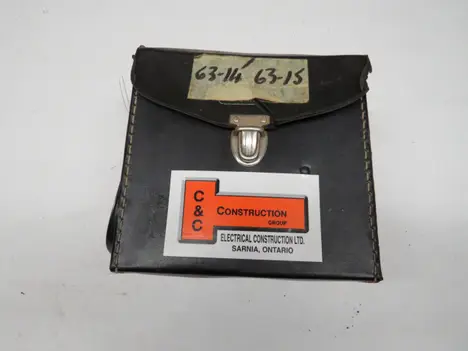 63-14 63-15
C & C
CONSTRUCTION
GROUP
ELECTRICAL CONSTRUCTION LTD.
SARNIA, ONTARIO